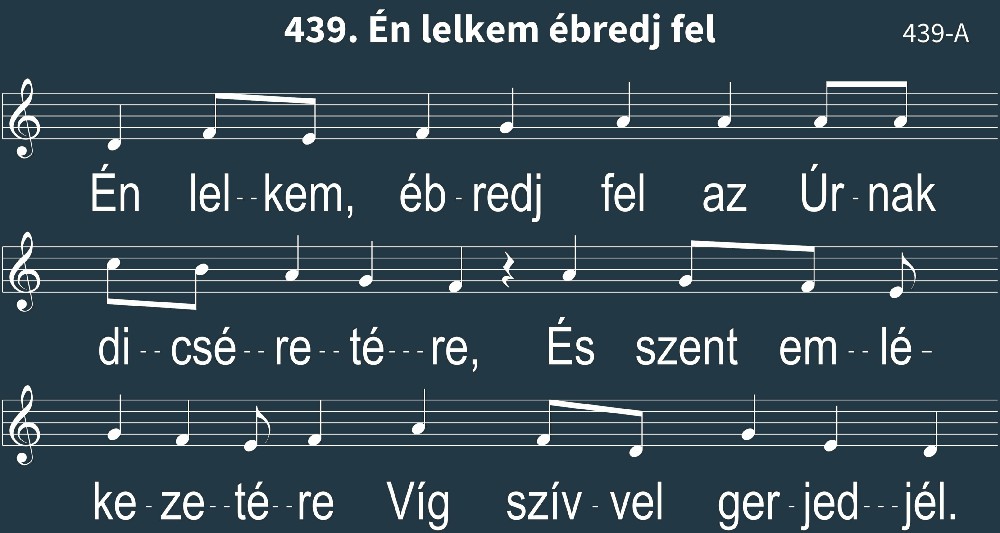 439. Én lelkem ébredj fel
439-A
Én lel--kem, éb-redj fel az Úr-nak
di--csé--re--té---re, És szent em--lé-
ke-ze--té--re Víg szív-vel ger-jed---jél.